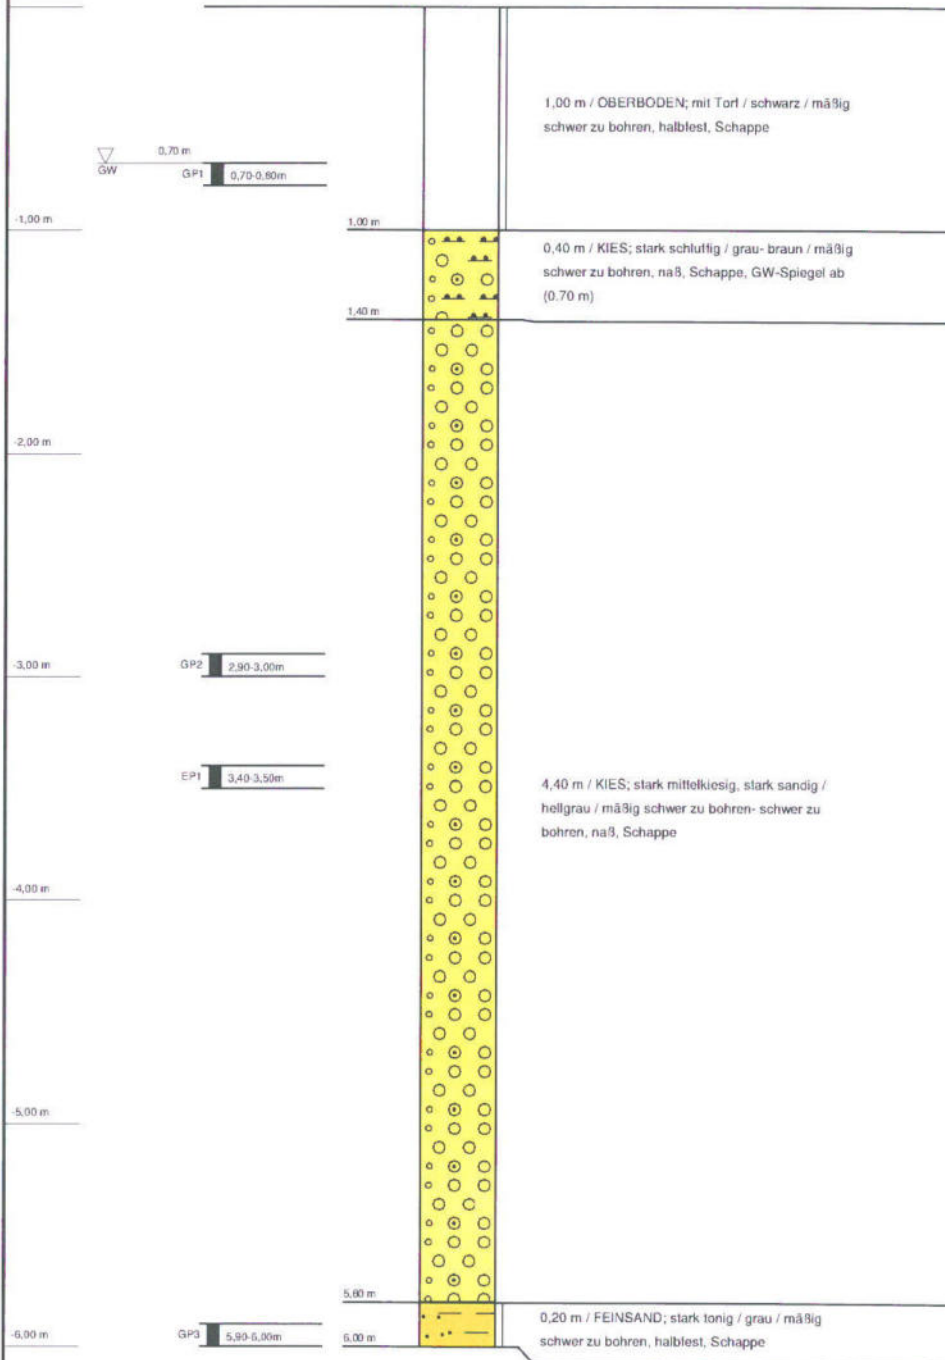 1,00 m / OBERBODEN; mit Torf / schwarz / mäßig
schwer zu bohren, halbfest, Schappe
0,70 m
GW
GP1 0,70-0,80m
-1,00 m
1,00 m
0,40 m / KIES; stark schluffig / grau- braun / mäßig
schwer zu bohren, naß, Schappe, GW-Spiegel ab
(0.70 m)
1,40 m
-2,00 m
GP2 2,90-3,00m
-3,00 m
EP1 3,40-3,50m
4,40 m / KIES; stark mittelkiesig, stark sandig /
hellgrau / mäßig schwer zu bohren- schwer zu
bohren, naß, Schappe
-4,00 m
-5,00 m
5,80 m
0,20 m / FEINSAND; stark tonig / grau / mäßig
schwer zu bohren, halbfest, Schappe
-6,00 m
GP3 5,90-6,00m
6,00 m